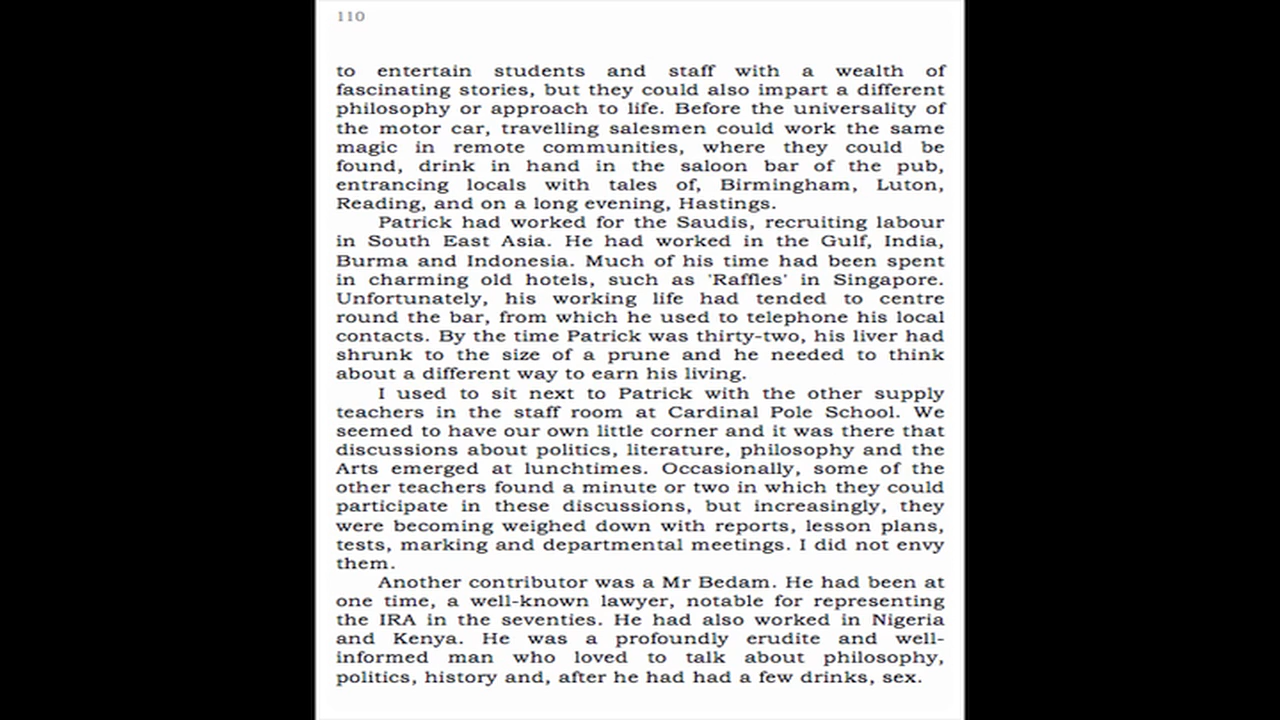 110
to entertain students and staff with a wealth of
fascinating stories, but they could also impart a different
philosophy or approach to life. Before the universality of
the motor car, travelling salesmen could work the same
magic in remote communities, where they could be
found, drink in hand in the saloon bar of the pub,
entrancing locals with tales of, Birmingham, Luton,
Reading, and on a long evening, Hastings.
Patrick had worked for the Saudis, recruiting labour
in South East Asia. He had worked in the Gulf, India,
Burma and Indonesia. Much of his time had been spent
in charming old hotels, such as 'Raffles' in Singapore.
Unfortunately, his working life had tended to centre
round the bar, from which he used to telephone his local
contacts. By the time Patrick was thirty-two, his liver had
shrunk to the size of a prune and he needed to think
about a different way to earn his living.
I used to sit next to Patrick with the other supply
teachers in the staff room at Cardinal Pole School. We
seemed to have our own little corner and it was there that
discussions about politics, literature, philosophy and the
Arts emerged at lunchtimes. Occasionally, some of the
other teachers found a minute or two in which they could
participate in these discussions, but increasingly, they
were becoming weighed down with reports, lesson plans,
tests, marking and departmental meetings. I did not envy
them.
Another contributor was a Mr Bedam. He had been at
one time, a well-known lawyer, notable for representing
the IRA in the seventies. He had also worked in Nigeria
and Kenya. He was a profoundly erudite and well-
informed man who loved to talk about philosophy,
politics, history and, after he had had a few drinks, sex.